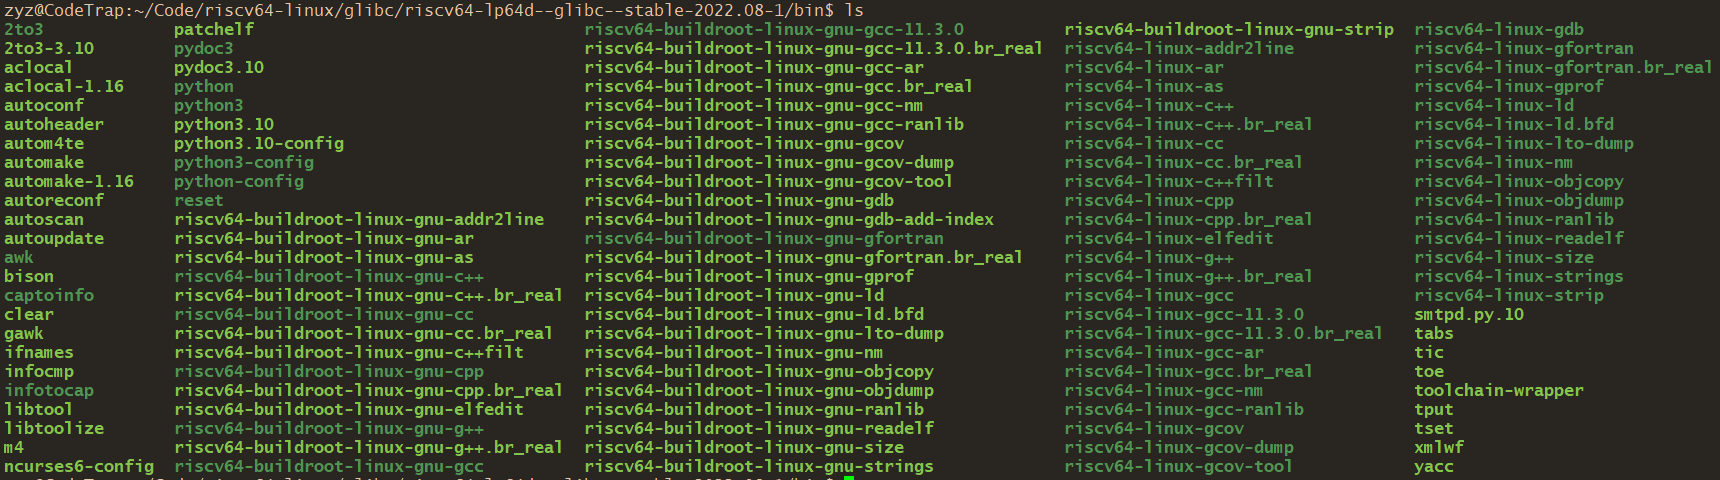 zyz@CodeTrap:~/Code/riscv64-linux/glibc/riscv64-lp64d--glibc--stable-2022.08-1/bin$ ls
2to3 patchelf riscv64-buildroot-linux-gnu-gcc-11.3.0 riscv64-buildroot-linux-gnu-strip riscv64-linux-gdb
2to3-3.10 pydoc3 riscv64-buildroot-linux-gnu-gcc-11.3.0.br_real riscv64-linux-addr2line riscv64-linux-gfortran
aclocal pydoc3.10 riscv64-buildroot-linux-gnu-gcc-ar riscv64-linux-ar riscv64-linux-gfortran.br_real
aclocal-1.16 python riscv64-buildroot-linux-gnu-gcc.br_real riscv64-linux-as riscv64-linux-gprof
autoconf python3 riscv64-buildroot-linux-gnu-gcc-nm riscv64-linux-c++ riscv64-linux-ld
autoheader python3.10 riscv64-buildroot-linux-gnu-gcc-ranlib riscv64-linux-c++.br_real riscv64-linux-ld.bfd
autom4te python3.10-config riscv64-buildroot-linux-gnu-gcov riscv64-linux-cc riscv64-linux-lto-dump
automake python3-config riscv64-buildroot-linux-gnu-gcov-dump riscv64-linux-cc.br_real riscv64-linux-nm
automake-1.16 python-config riscv64-buildroot-linux-gnu-gcov-tool riscv64-linux-c++filt riscv64-linux-objcopy
autoreconf reset riscv64-buildroot-linux-gnu-gdb riscv64-linux-cpp riscv64-linux-objdump
autoscan riscv64-buildroot-linux-gnu-addr2line riscv64-buildroot-linux-gnu-gdb-add-index riscv64-linux-cpp.br_real riscv64-linux-ranlib
autoupdate riscv64-buildroot-linux-gnu-ar riscv64-buildroot-linux-gnu-gfortran riscv64-linux-elfedit riscv64-linux-readelf
awk riscv64-buildroot-linux-gnu-as riscv64-buildroot-linux-gnu-gfortran.br_real riscv64-linux-g++ riscv64-linux-size
bison riscv64-buildroot-linux-gnu-c++ riscv64-buildroot-linux-gnu-gprof riscv64-linux-g++.br_real riscv64-linux-strings
captoinfo riscv64-buildroot-linux-gnu-c++.br_real riscv64-buildroot-linux-gnu-ld riscv64-linux-gcc riscv64-linux-strip
clear riscv64-buildroot-linux-gnu-cc riscv64-buildroot-linux-gnu-ld.bfd riscv64-linux-gcc-11.3.0 smtpd.py.10
gawk riscv64-buildroot-linux-gnu-cc.br_real riscv64-buildroot-linux-gnu-lto-dump riscv64-linux-gcc-11.3.0.br_real tabs
ifnames riscv64-buildroot-linux-gnu-c++filt riscv64-buildroot-linux-gnu-nm riscv64-linux-gcc-ar tic
infocmp riscv64-buildroot-linux-gnu-cpp riscv64-buildroot-linux-gnu-objcopy riscv64-linux-gcc.br_real toe
infotocap riscv64-buildroot-linux-gnu-cpp.br_real riscv64-buildroot-linux-gnu-objdump riscv64-linux-gcc-nm toolchain-wrapper
libtool riscv64-buildroot-linux-gnu-elfedit riscv64-buildroot-linux-gnu-ranlib riscv64-linux-gcc-ranlib tput
libtoolize riscv64-buildroot-linux-gnu-g++ riscv64-buildroot-linux-gnu-readelf riscv64-linux-gcov tset
m4 riscv64-buildroot-linux-gnu-g++.br_real riscv64-buildroot-linux-gnu-size riscv64-linux-gcov-dump xmlwf
ncurses6-config riscv64-buildroot-linux-gnu-gcc riscv64-buildroot-linux-gnu-strings riscv64-linux-gcov-tool yacc